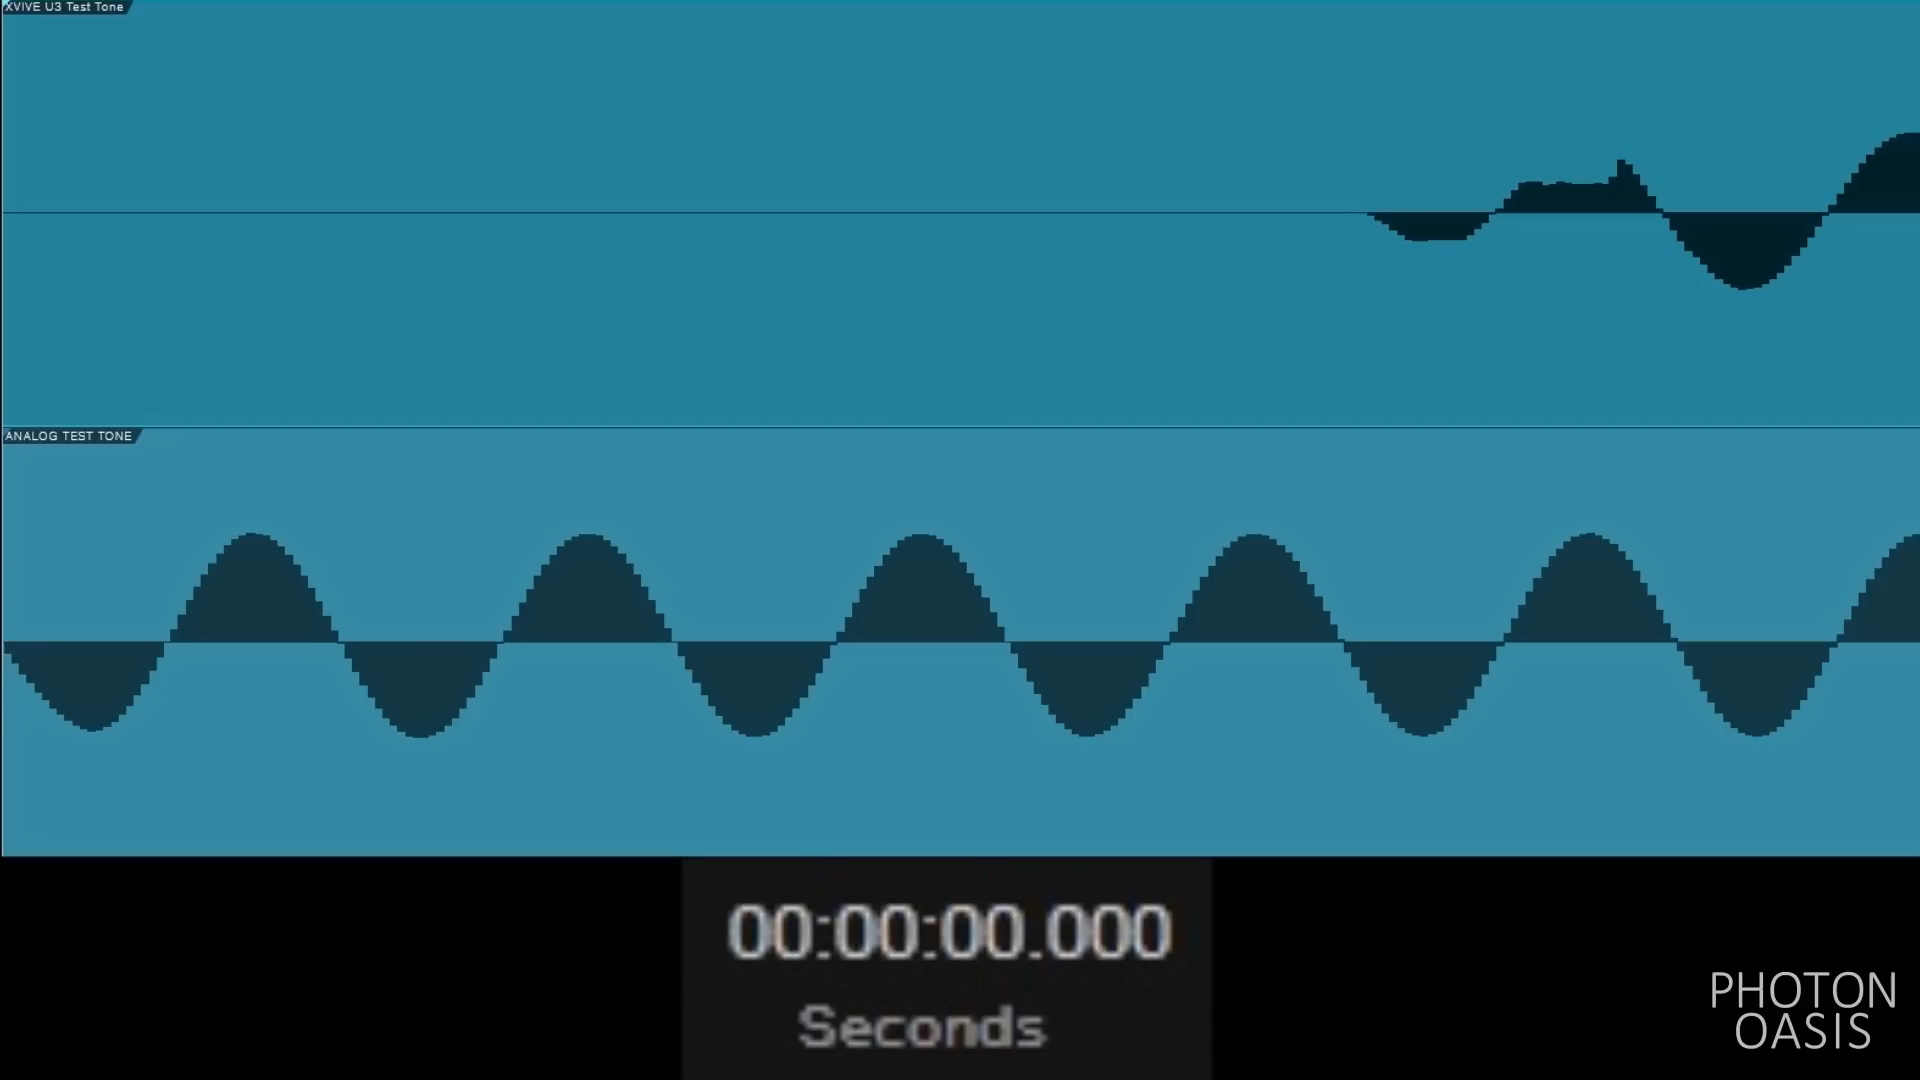 XVIVE U3 Test Tone
ANALOG TEST TONE
00:00:00.000
Seconds
PHOTON
OASIS